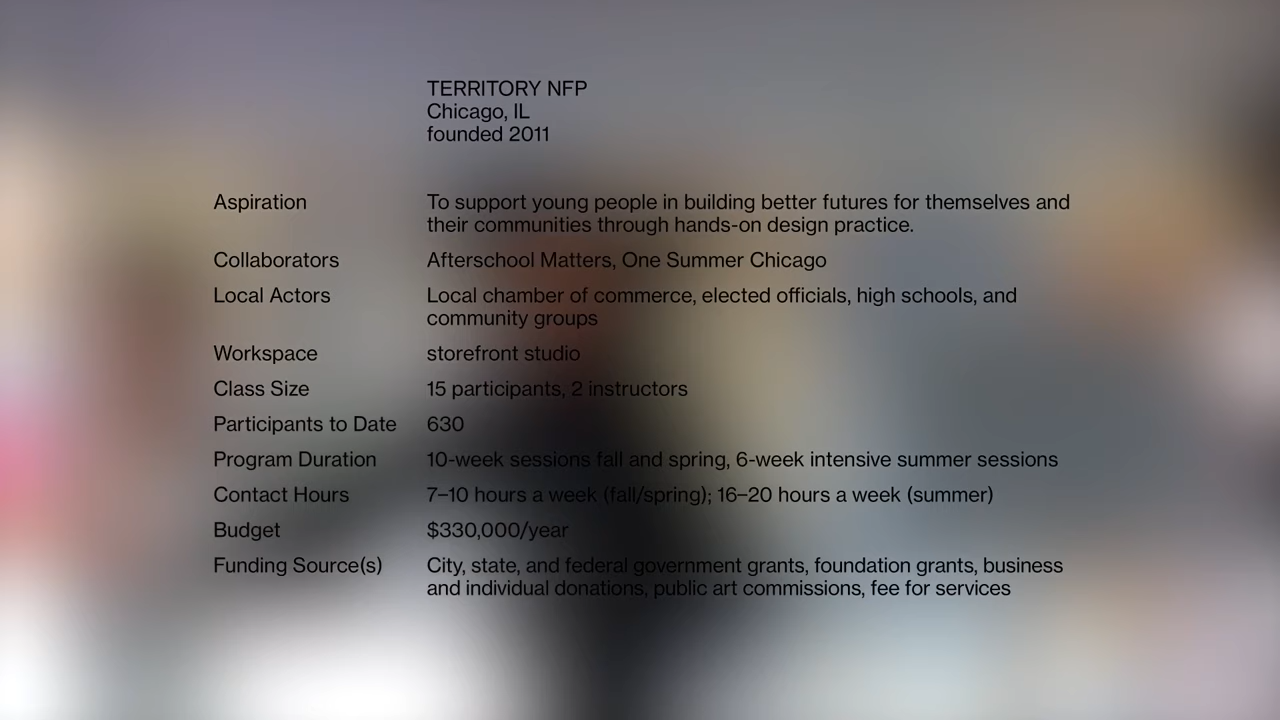 TERRITORY NFP
Chicago, IL
founded 2011
Aspiration To support young people in building better futures for themselves and
their communities through hands-on design practice.
Collaborators Afterschool Matters, One Summer Chicago
Local Actors Local chamber of commerce, elected officials, high schools, and
community groups
Workspace storefront studio
Class Size 15 participants, 2 instructors
Participants to Date 630
Program Duration 10-week sessions fall and spring, 6-week intensive summer sessions
Contact Hours 7–10 hours a week (fall/spring); 16–20 hours a week (summer)
Budget $330,000/year
Funding Source(s) City, state, and federal government grants, foundation grants, business
and individual donations, public art commissions, fee for services